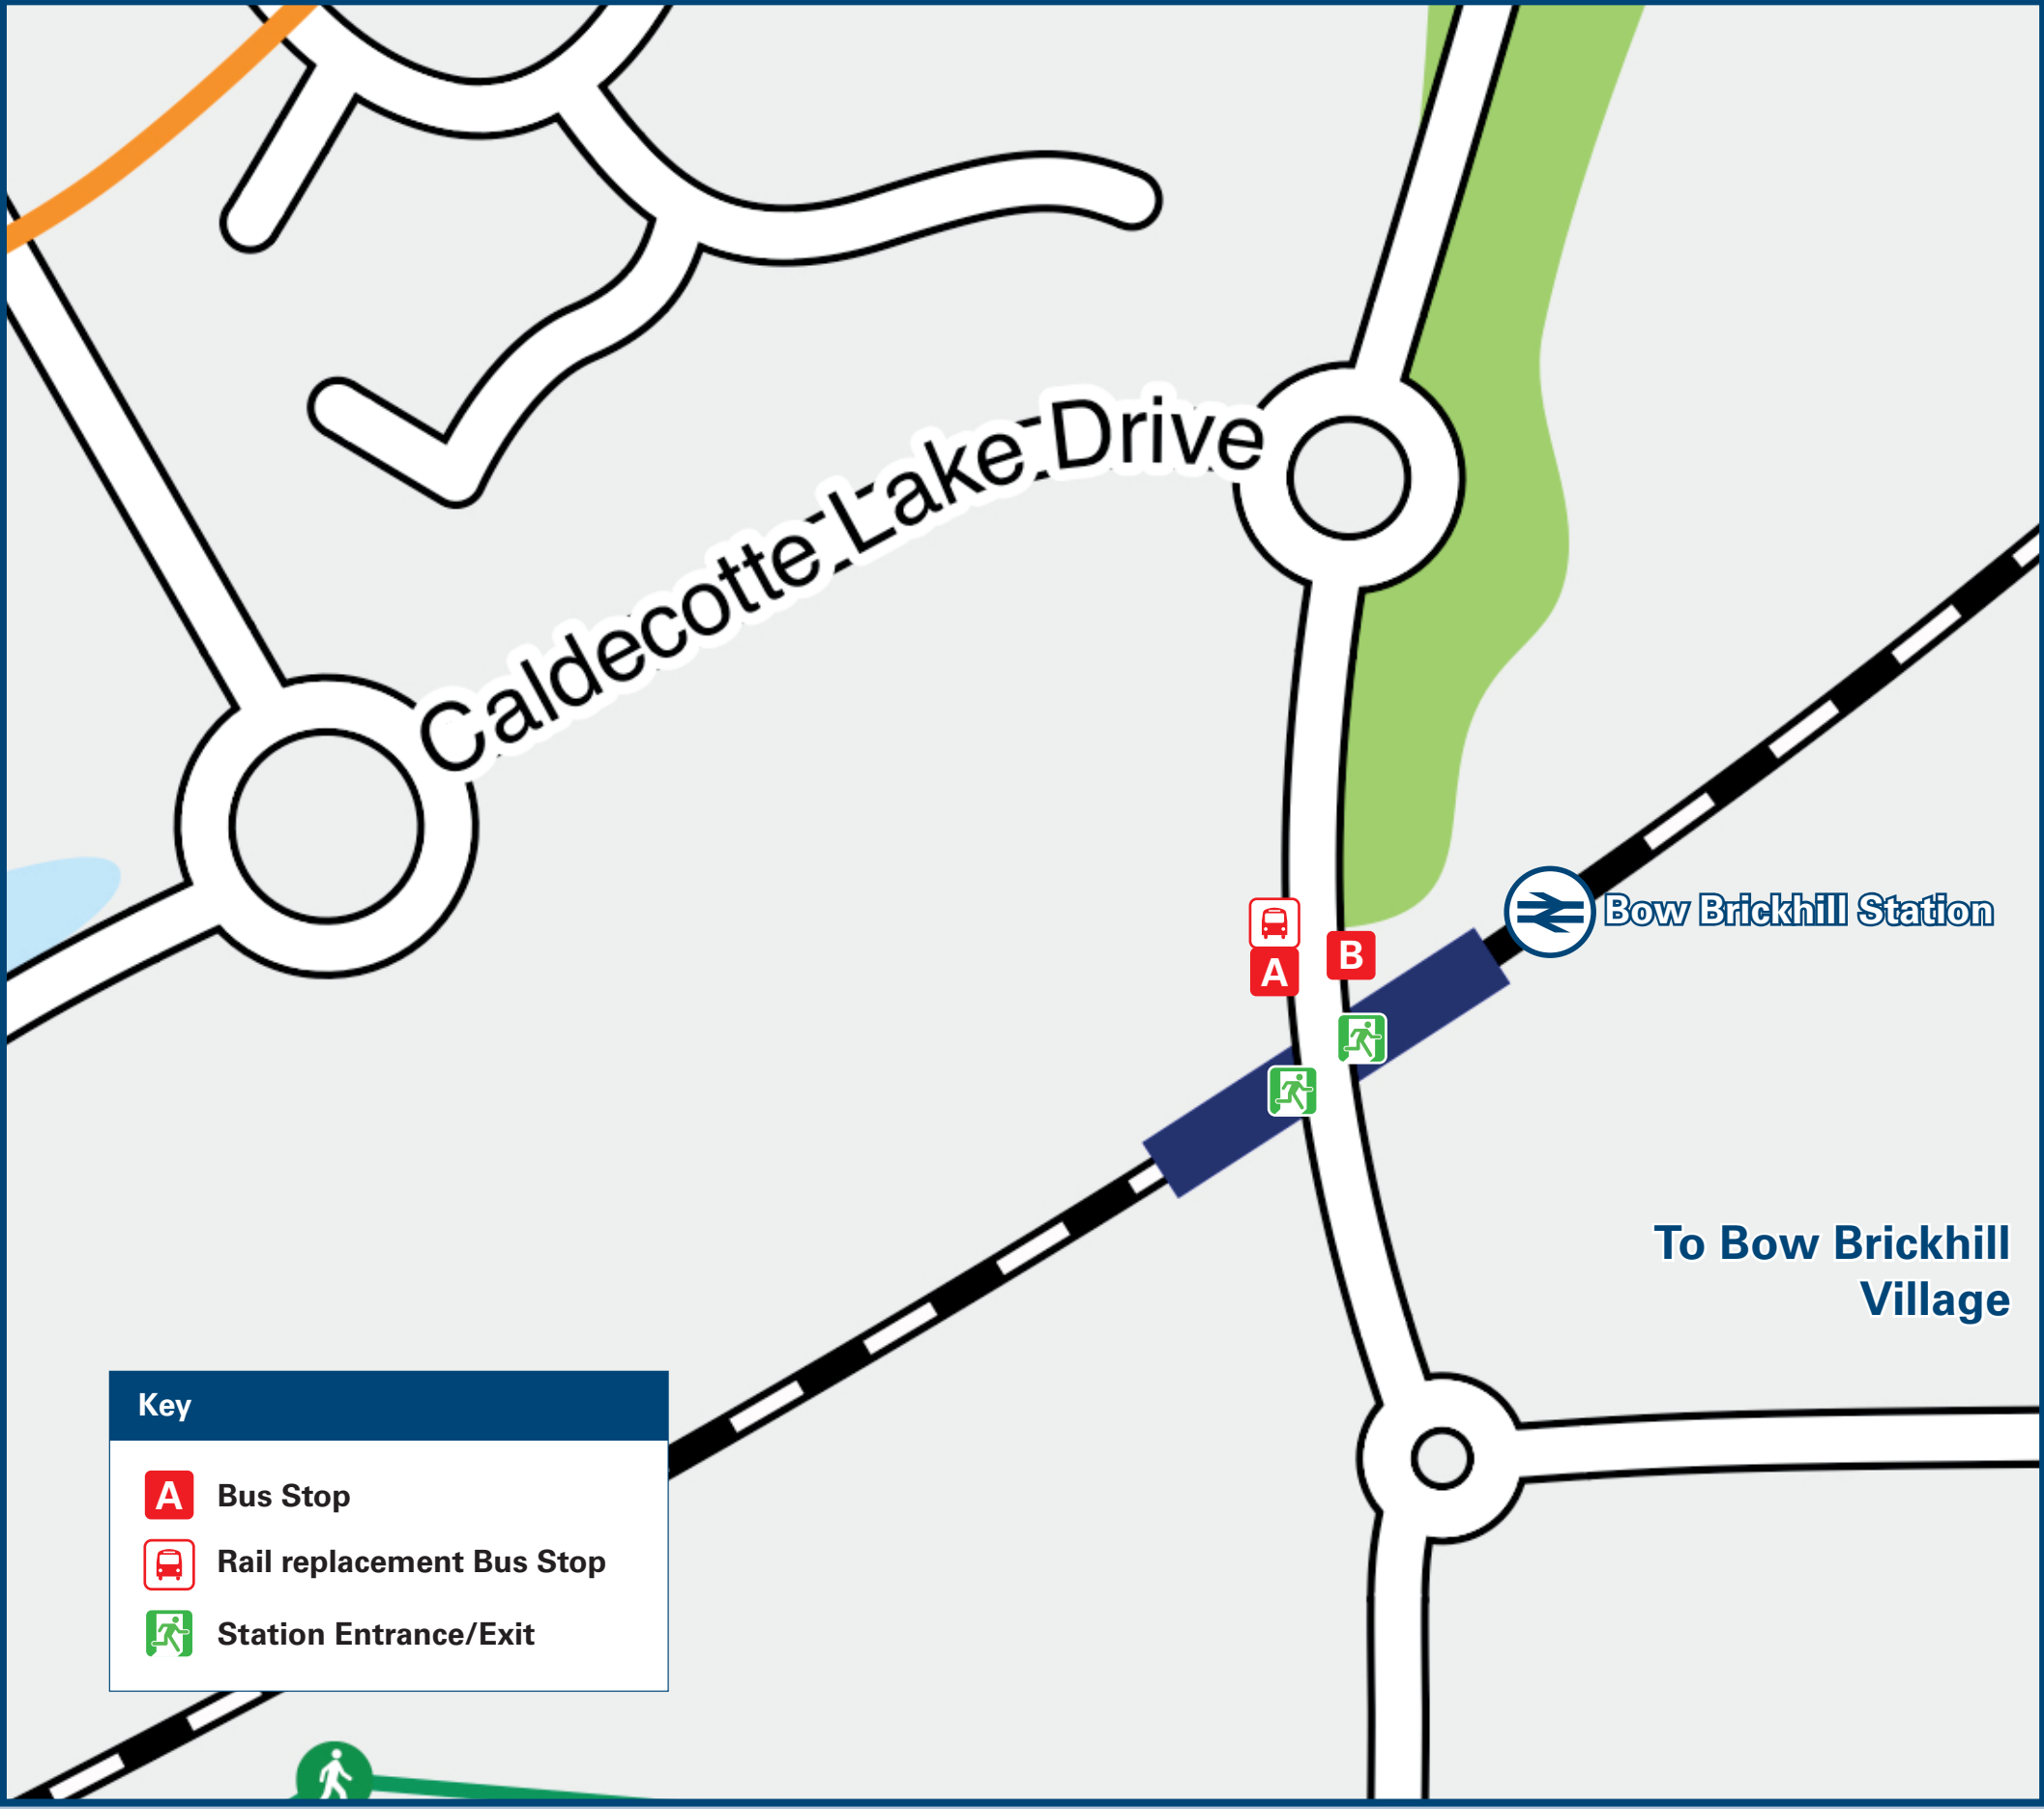 Caldecotte Lake Drive
Bow Brickhill Station
A
B
To Bow Brickhill
Village
Key
A Bus Stop
Rail replacement Bus Stop
Station Entrance/Exit